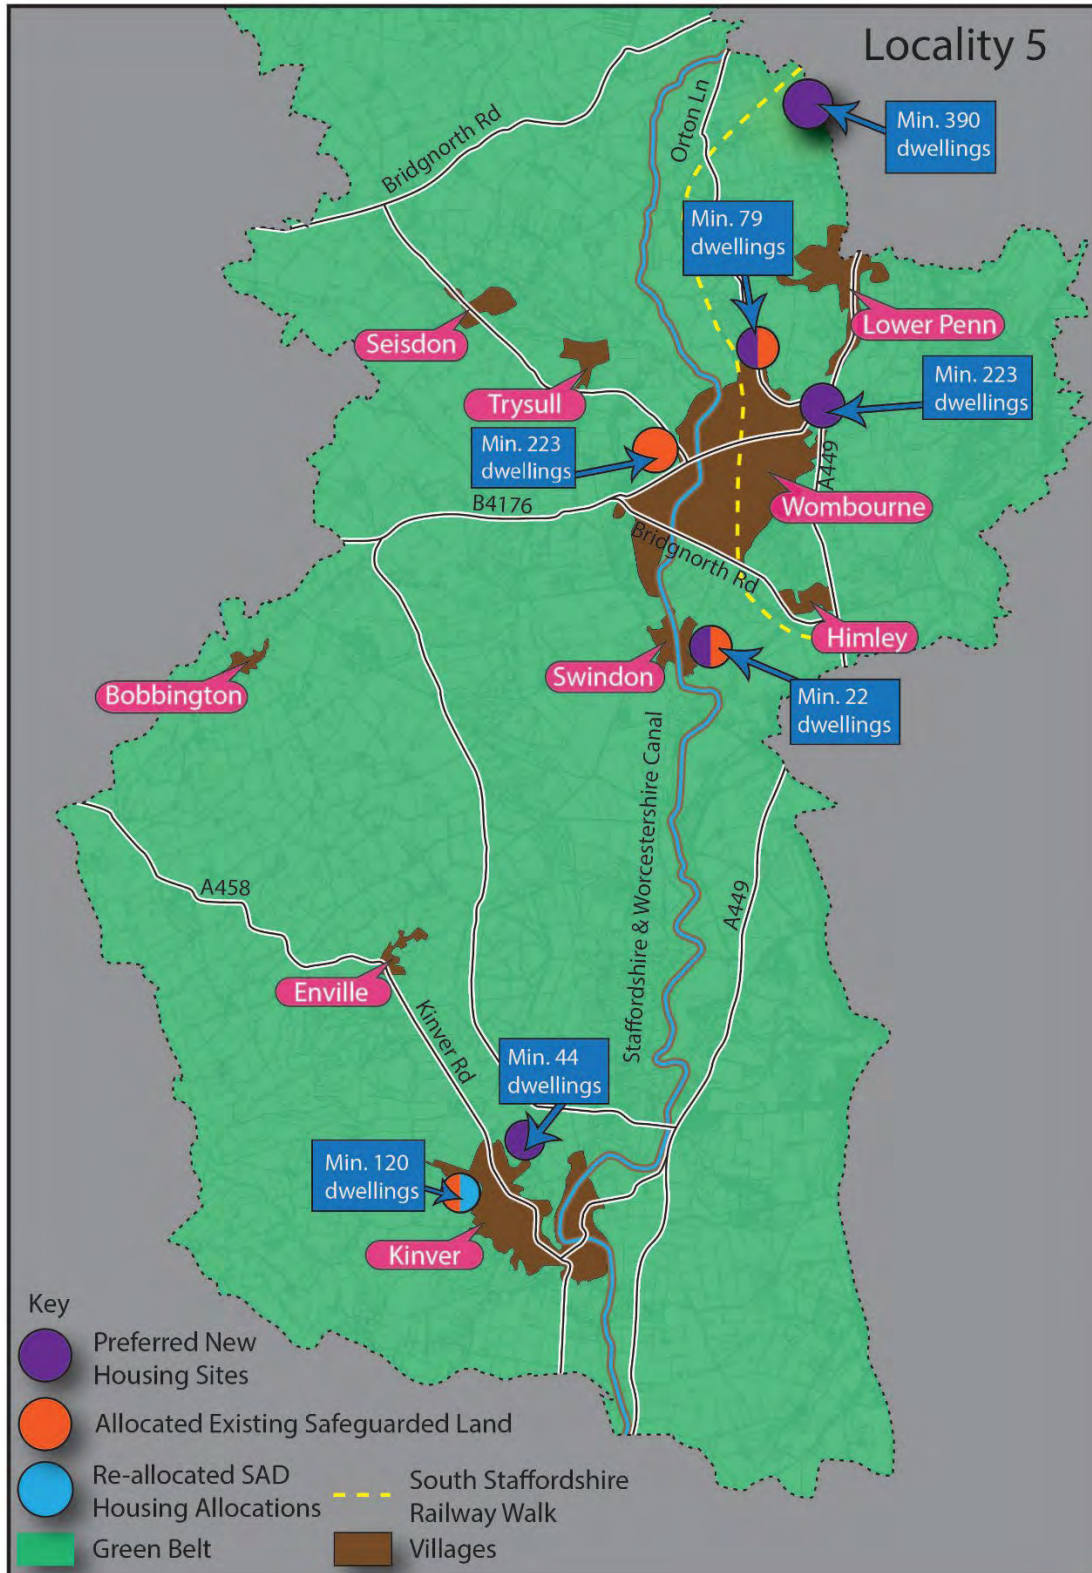 Locality 5
Bridgnorth Rd
Orton Ln
Min. 390
dwellings
Min. 79
dwellings
Lower Penn
Seisdon
Trysull
Min. 223
dwellings
Min. 223
dwellings
A449
B4176
Wombourne
Bridgnorth Rd
Himley
Swindon
Bobbington
Min. 22
dwellings
Staffordshire & Worcestershire Canal
A458
A449
Enville
Kinver Rd
Min. 44
dwellings
Min. 120
dwellings
Kinver
Key
Preferred New
Housing Sites
Allocated Existing Safeguarded Land
Re-allocated SAD
Housing Allocations
South Staffordshire
Railway Walk
Green Belt
Villages